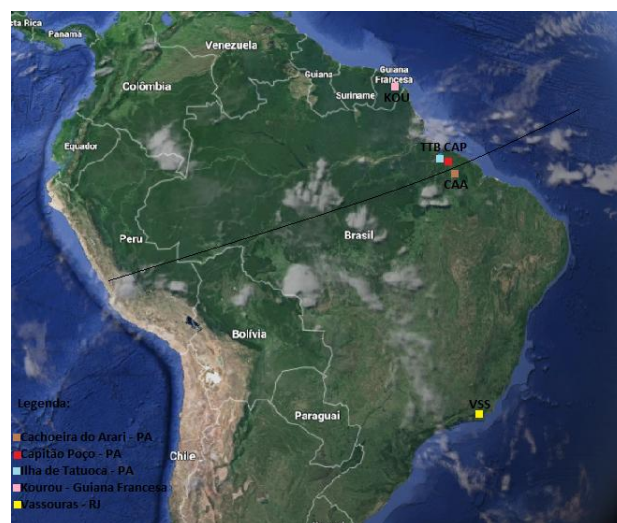 sta Rica
Panamá
Venezuela
Guiana
Guiana
Francesa
Suriname
KOU
Colômbia
Equador
TTB CAP
CAA
Peru
Brasil
Bolívia
Legenda:
VSS
Paraguai
Cachoeira do Arari - PA
Capitão Poço - PA
Chile
Ilha de Tatuoca - PA
Kourou - Guiana Francesa
Vassouras - RJ